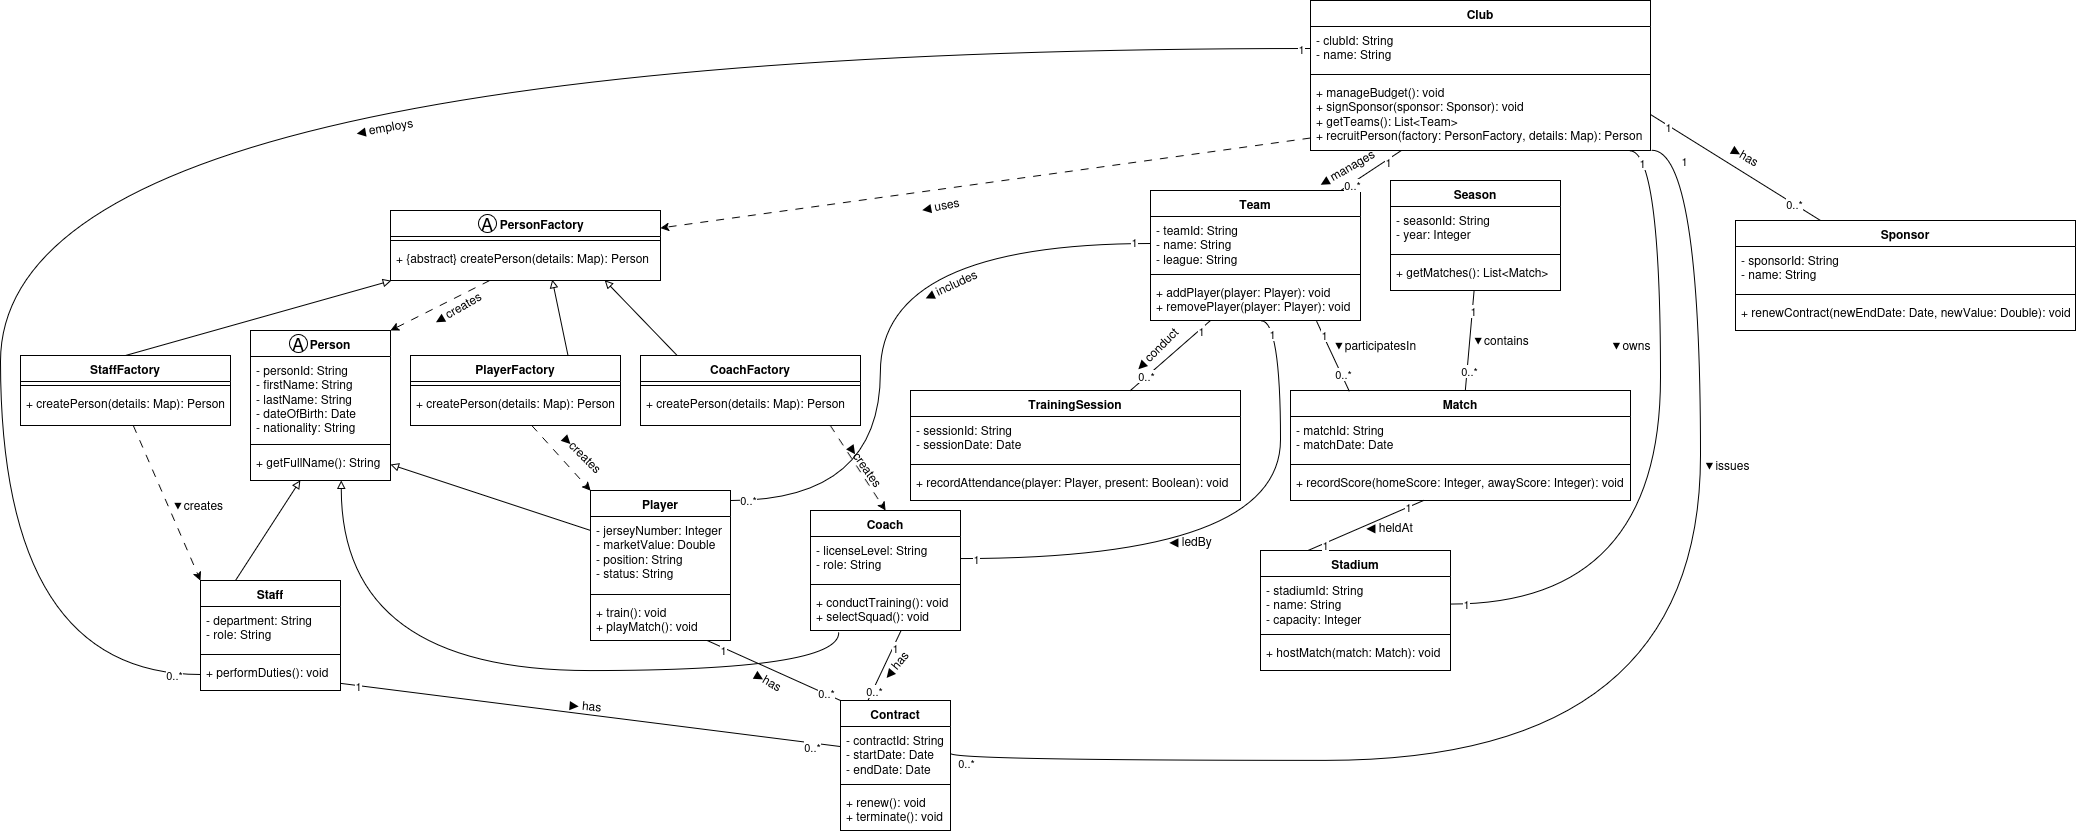 Club
- clubId: String
- name: String
+ manageBudget(): void
+ signSponsor(sponsor: Sponsor): void
+ getTeams(): List<Team>
+ recruitPerson(factory: PersonFactory, details: Map): Person
1
◀ employs
◀ uses
◀ manages
1
0..*
1
1
1
▶ has
0..*
Sponsor
- sponsorId: String
- name: String
+ renewContract(newEndDate: Date, newValue: Double): void
Season
- seasonId: String
- year: Integer
+ getMatches(): List<Match>
1
▼ contains
0..*
Team
- teamId: String
- name: String
- league: String
+ addPlayer(player: Player): void
+ removePlayer(player: Player): void
1
◀ includes
0..*
1
◀ conduct
0..*
1
1
▼ participatesIn
0..*
▼ owns
▼ issues
A PersonFactory
+ {abstract} createPerson(details: Map): Person
◀ creates
A Person
- personId: String
- firstName: String
- lastName: String
- dateOfBirth: Date
- nationality: String
+ getFullName(): String
StaffFactory
+ createPerson(details: Map): Person
PlayerFactory
+ createPerson(details: Map): Person
CoachFactory
+ createPerson(details: Map): Person
▼ creates
▶ creates
▶ creates
TrainingSession
- sessionId: String
- sessionDate: Date
+ recordAttendance(player: Player, present: Boolean): void
Match
- matchId: String
- matchDate: Date
+ recordScore(homeScore: Integer, awayScore: Integer): void
1
◀ heldAt
1
Player
- jerseyNumber: Integer
- marketValue: Double
- position: String
- status: String
+ train(): void
+ playMatch(): void
Coach
- licenseLevel: String
- role: String
+ conductTraining(): void
+ selectSquad(): void
1
◀ ledBy
Stadium
- stadiumId: String
- name: String
- capacity: Integer
+ hostMatch(match: Match): void
1
Staff
- department: String
- role: String
+ performDuties(): void
0..*
1
▶ has
0..*
1
▶ has
0..*
1
◀ has
0..*
Contract
- contractId: String
- startDate: Date
- endDate: Date
+ renew(): void
+ terminate(): void
0..*